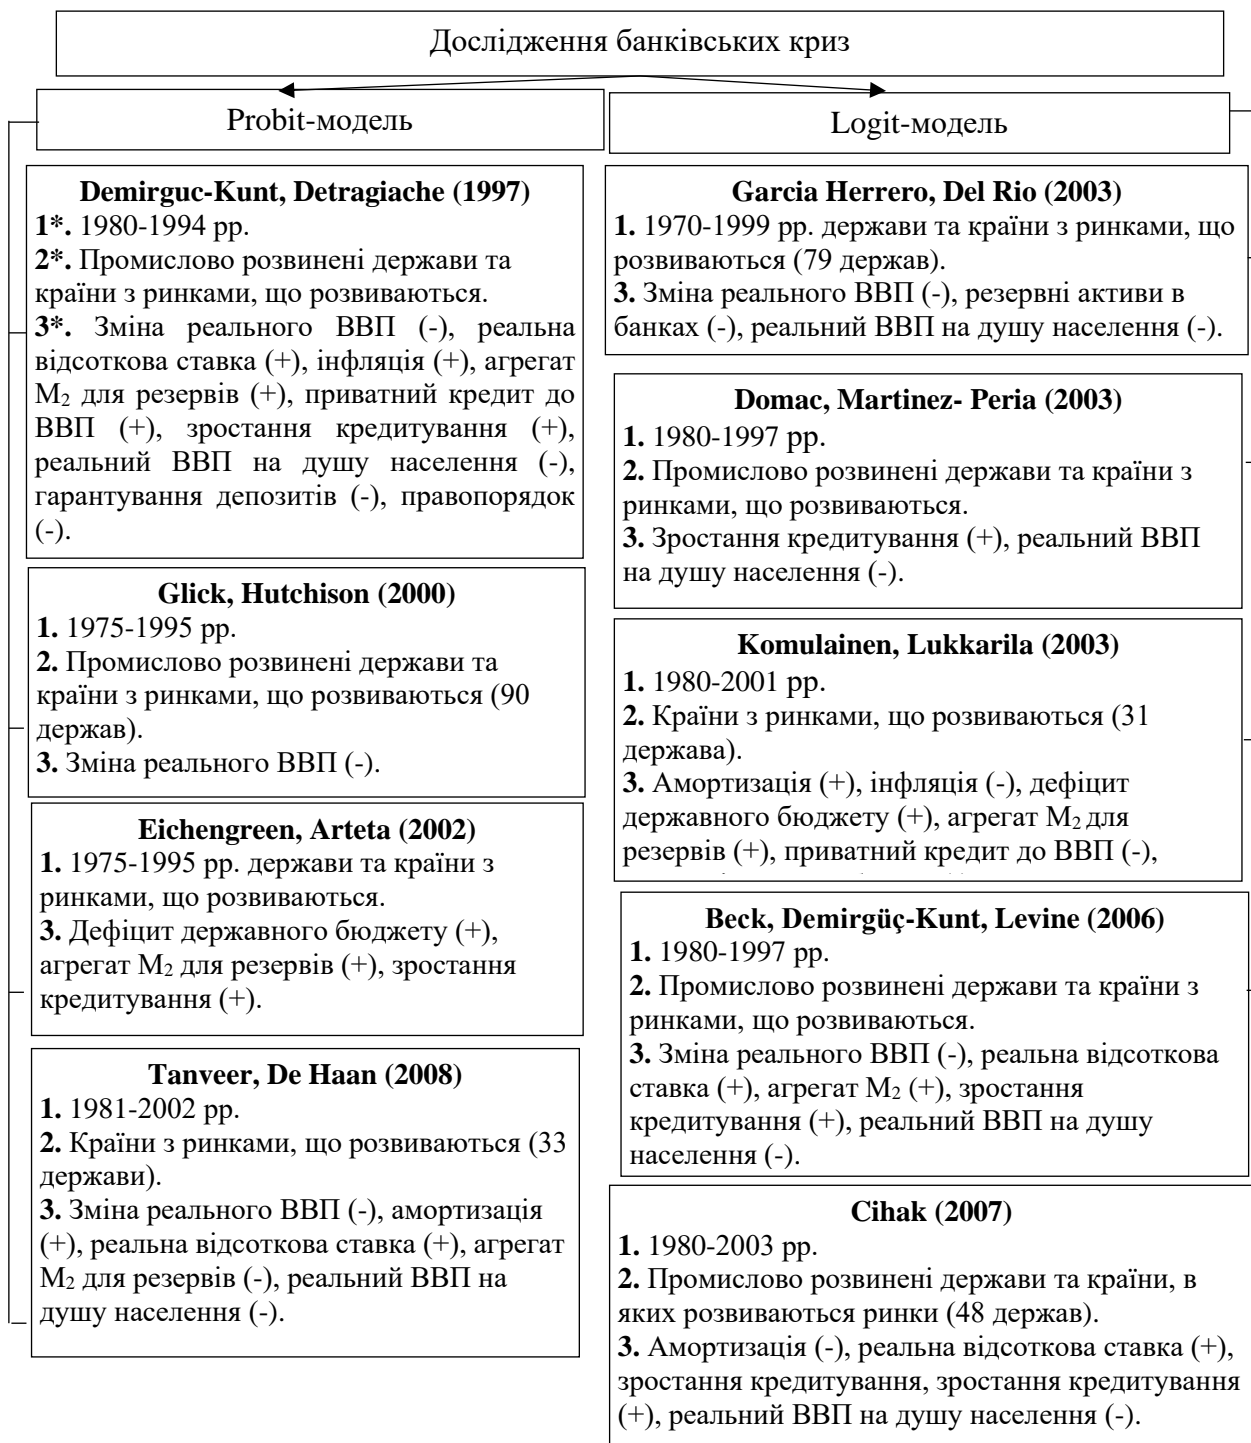 Дослідження банківських криз
Probit-модель
Demirguc-Kunt, Detragiache (1997)
1*. 1980-1994 рр.
2*. Промислово розвинені держави та
країни з ринками, що розвиваються.
3*. Зміна реального ВВП (-), реальна
відсоткова ставка (+), інфляція (+), агрегат
М2 для резервів (+), приватний кредит до
ВВП (+), зростання кредитування (+),
реальний ВВП на душу населення (-),
гарантування депозитів (-), правопорядок
(-).
Glick, Hutchison (2000)
1. 1975-1995 рр.
2. Промислово розвинені держави та
країни з ринками, що розвиваються (90
держав).
3. Зміна реального ВВП (-).
Eichengreen, Arteta (2002)
1. 1975-1995 рр. держави та країни з
ринками, що розвиваються.
3. Дефіцит державного бюджету (+),
агрегат М2 для резервів (+), зростання
кредитування (+).
Tanveer, De Haan (2008)
1. 1981-2002 рр.
2. Країни з ринками, що розвиваються (33
держави).
3. Зміна реального ВВП (-), амортизація
(+), реальна відсоткова ставка (+), агрегат
М2 для резервів (-), реальний ВВП на
душу населення (-).
Logit-модель
Garcia Herrero, Del Rio (2003)
1. 1970-1999 рр. держави та країни з ринками, що
розвиваються (79 держав).
3. Зміна реального ВВП (-), резервні активи в
банках (-), реальний ВВП на душу населення (-).
Domac, Martinez- Peria (2003)
1. 1980-1997 рр.
2. Промислово розвинені держави та країни з
ринками, що розвиваються.
3. Зростання кредитування (+), реальний ВВП
на душу населення (-).
Komulainen, Lukkarila (2003)
1. 1980-2001 рр.
2. Країни з ринками, що розвиваються (31
держава).
3. Амортизація (+), інфляція (-), дефіцит
державного бюджету (+), агрегат М2 для
резервів (+), приватний кредит до ВВП (-),
Beck, Demirgüç-Kunt, Levine (2006)
1. 1980-1997 рр.
2. Промислово розвинені держави та країни з
ринками, що розвиваються.
3. Зміна реального ВВП (-), реальна відсоткова
ставка (+), агрегат М2 (+), зростання
кредитування (+), реальний ВВП на душу
населення (-).
Cihak (2007)
1. 1980-2003 рр.
2. Промислово розвинені держави та країни, в
яких розвиваються ринки (48 держав).
3. Амортизація (-), реальна відсоткова ставка (+),
зростання кредитування, зростання кредитування
(+), реальний ВВП на душу населення (-).